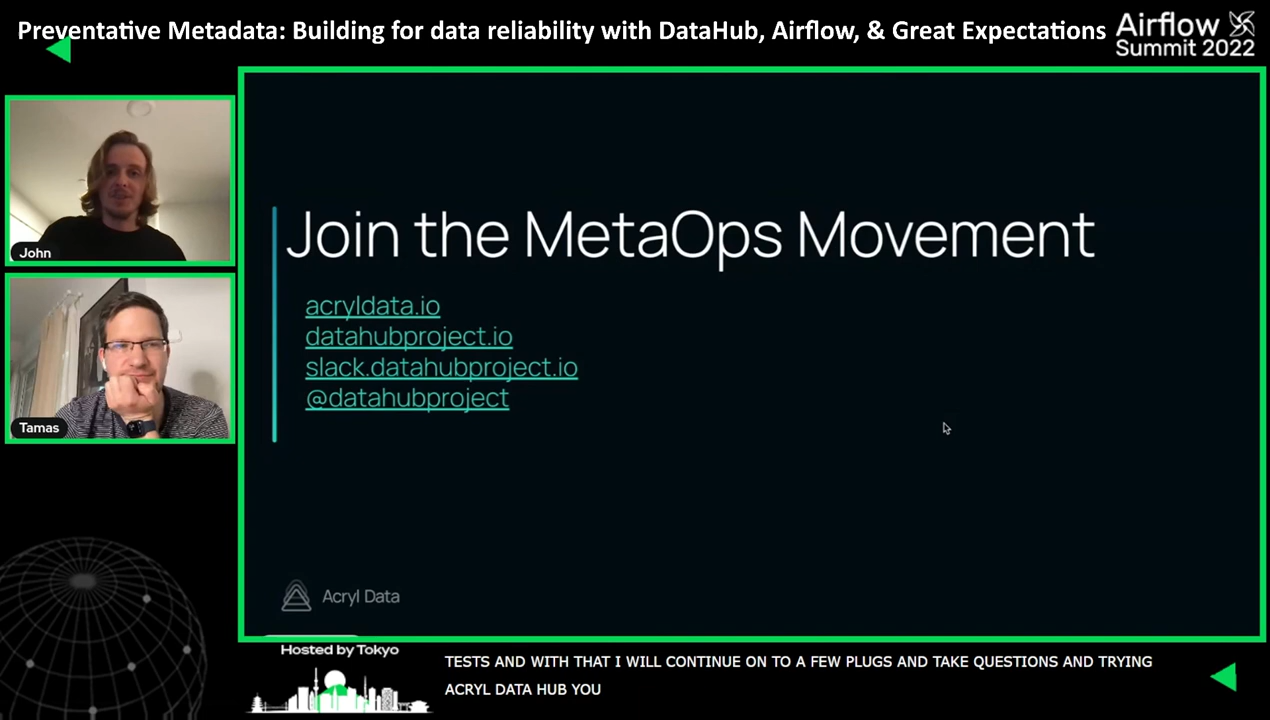 Preventative Metadata: Building for data reliability with DataHub, Airflow, & Great Expectations
Airflow
Summit 2022
John
Tamas
Join the MetaOps Movement
acryldata.io
datahubproject.io
slack.datahubproject.io
@datahubproject
Acryl Data
Hosted by Tokyo
TESTS AND WITH THAT I WILL CONTINUE ON TO A FEW PLUGS AND TAKE QUESTIONS AND TRYING
ACRYL DATA HUB YOU